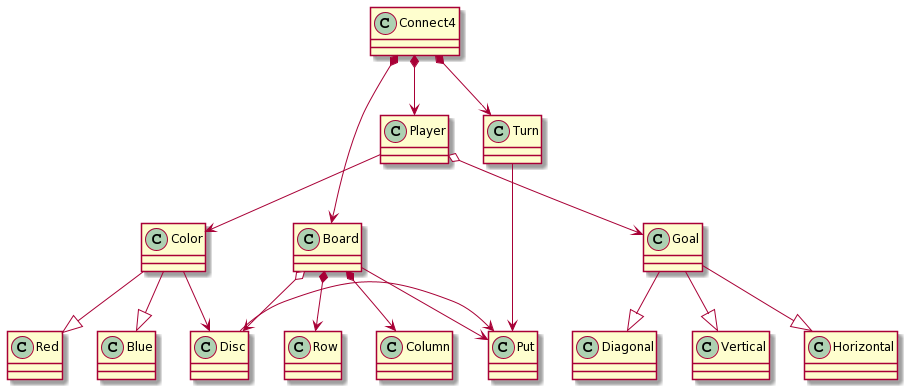 C Connect4
C Player
C Turn
C Color
C Board
C Goal
C Red
C Blue
C Disc
C Row
C Column
C Put
C Diagonal
C Vertical
C Horizontal